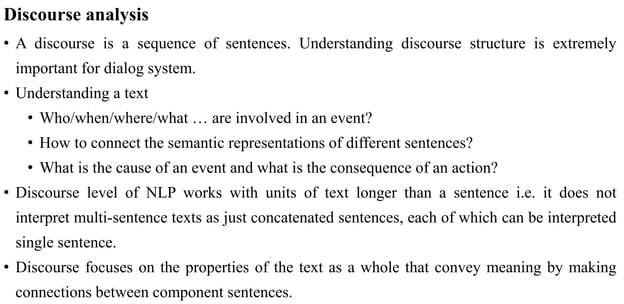 Discourse analysis
• A discourse is a sequence of sentences. Understanding discourse structure is extremely
important for dialog system.
• Understanding a text
• Who/when/where/what … are involved in an event?
• How to connect the semantic representations of different sentences?
• What is the cause of an event and what is the consequence of an action?
• Discourse level of NLP works with units of text longer than a sentence i.e. it does not
interpret multi-sentence texts as just concatenated sentences, each of which can be interpreted
single sentence.
• Discourse focuses on the properties of the text as a whole that convey meaning by making
connections between component sentences.